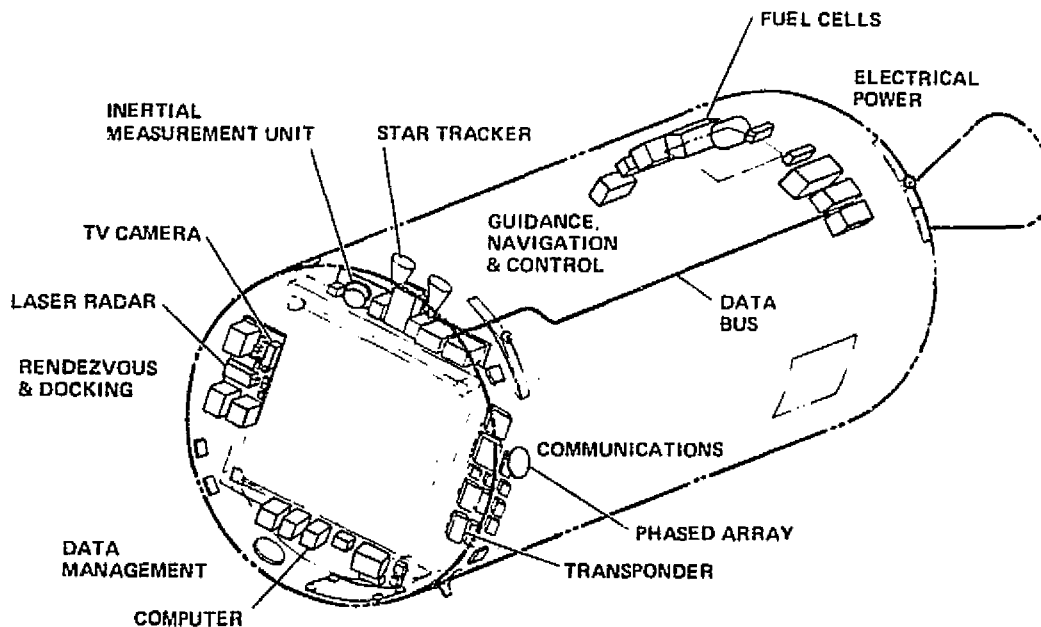 FUEL CELLS
ELECTRICAL
POWER
INERTIAL
MEASUREMENT UNIT
STAR TRACKER
TV CAMERA
GUIDANCE,
NAVIGATION
& CONTROL
LASER RADAR
DATA
BUS
RENDEZVOUS
& DOCKING
COMMUNICATIONS
PHASED ARRAY
DATA
MANAGEMENT
TRANSPONDER
COMPUTER